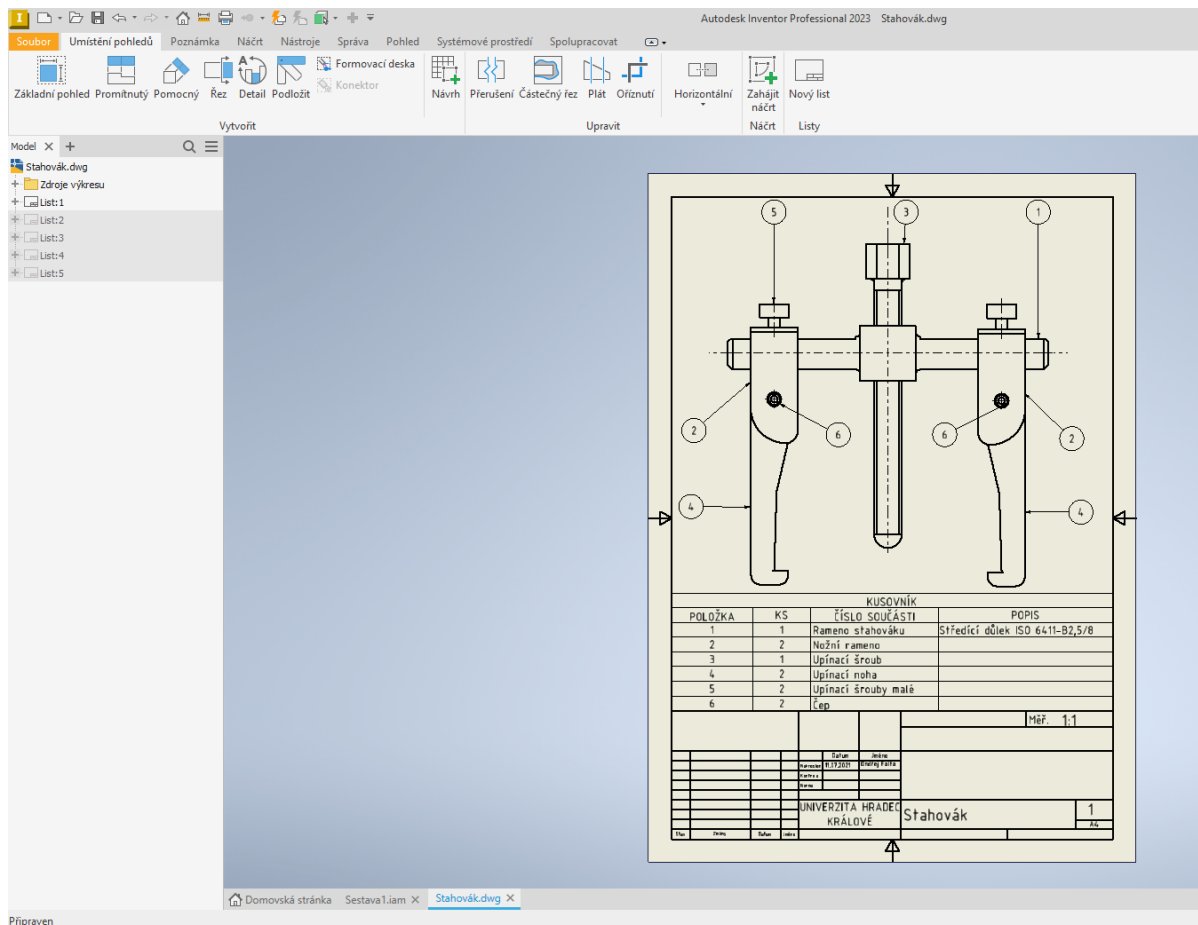 Autodesk Inventor Professional 2023 Stahovák.dwg
Soubor Umístění pohledů Poznámka Náčrt Nástroje Správa Pohled Systémové prostředí Spolupracovat
Základní pohled Promítnutý Pomocný Řez Detail Podložit
Formovací deska
Konektor
Návrh Přerušení Částečný řez Plát Oříznutí Horizontální Zahájit náčrt Nový list
Vytvořit Upravit Náčrt Listy
Model
Stahovák.dwg
Zdroje výkresu
List:1
List:2
List:3
List:4
List:5
5 3 1
2 6 6 2
4 4
KUSOVNÍK
POLOŽKA KS ČÍSLO SOUČÁSTI POPIS
1 1 Rameno stahováku Středící důlek ISO 6411-B2,5/8
2 2 Nožní rameno
3 1 Upínací šroub
4 2 Upínací noha
5 2 Upínací šrouby malé
6 2 Čep
Měř. 1:1
Datum Jméno
UNIVERZITA HRADEC KRÁLOVÉ
Stahovák
1
A4
Domovská stránka Sestava1.iam Stahovák.dwg
Připraven